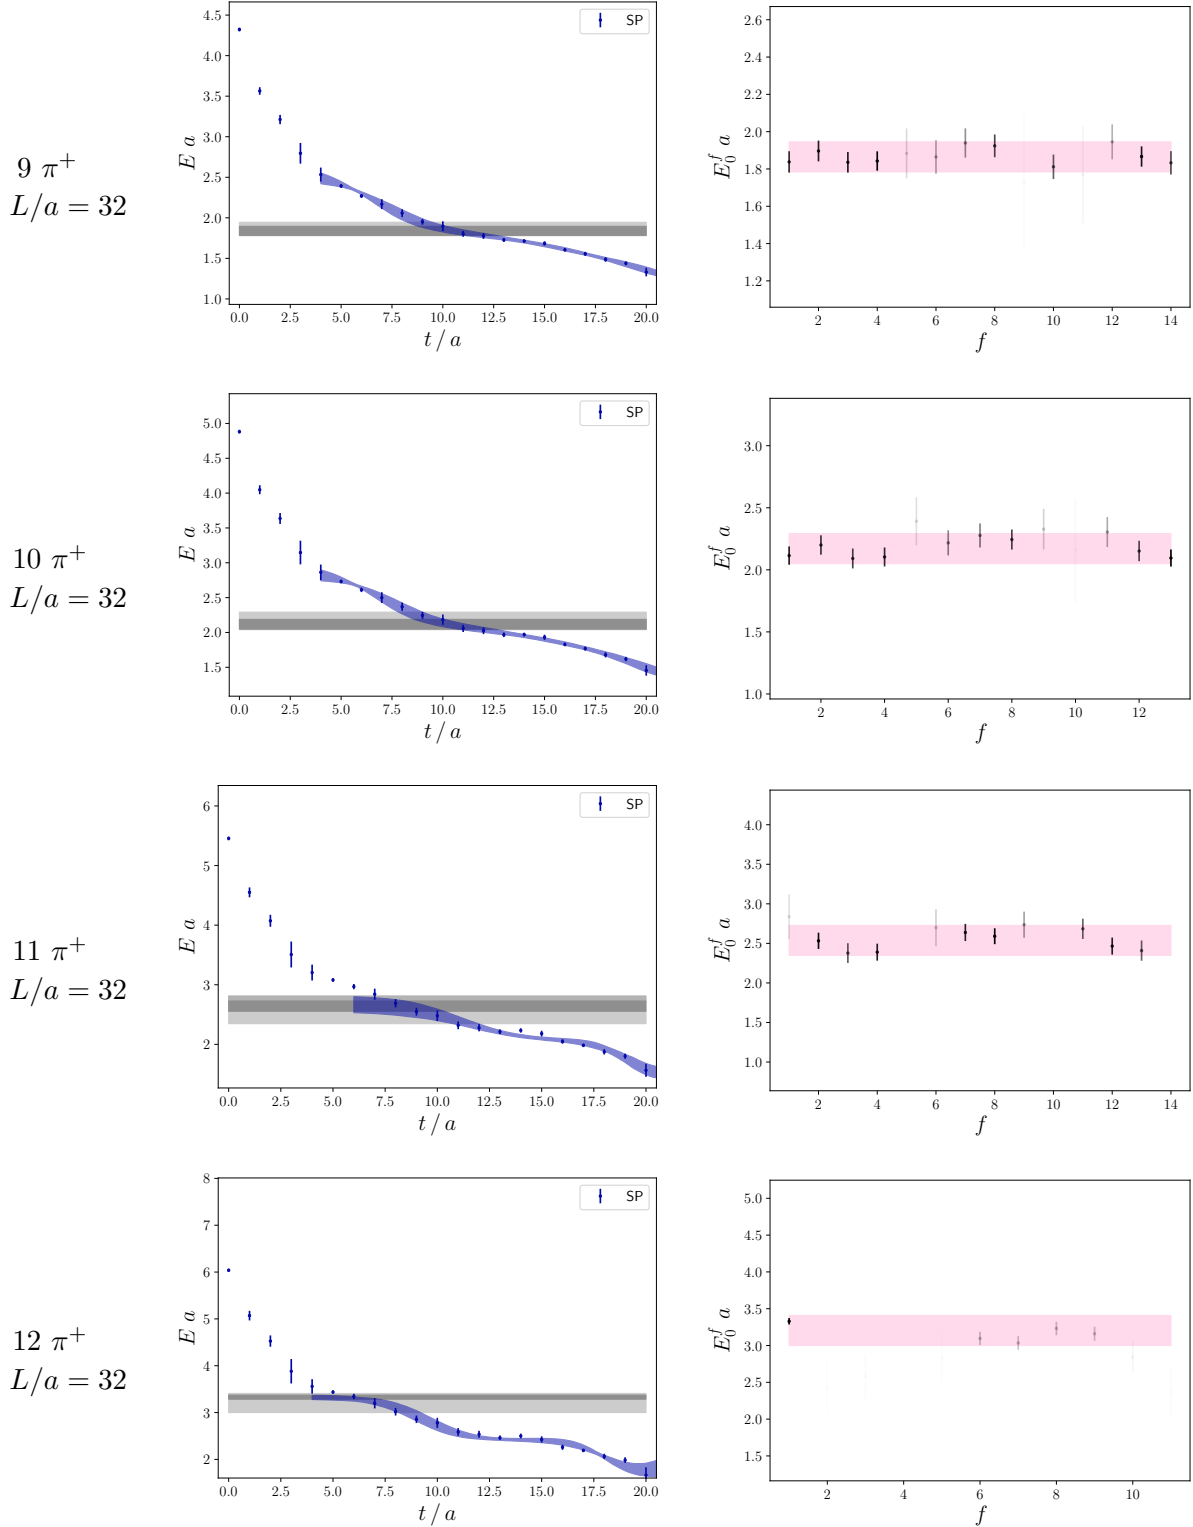 9 π⁺
L/a = 32
4.5
4.0
3.5
3.0
2.5
2.0
1.5
1.0
E a
SP
0.0 2.5 5.0 7.5 10.0 12.5 15.0 17.5 20.0
t / a
2.6
2.4
2.2
2.0
1.8
1.6
1.4
1.2
E₀ᶠ a
2 4 6 8 10 12 14
f
10 π⁺
L/a = 32
5.0
4.5
4.0
3.5
3.0
2.5
2.0
1.5
E a
SP
0.0 2.5 5.0 7.5 10.0 12.5 15.0 17.5 20.0
t / a
3.0
2.5
2.0
1.5
1.0
E₀ᶠ a
2 4 6 8 10 12
f
11 π⁺
L/a = 32
6
5
4
3
2
E a
SP
0.0 2.5 5.0 7.5 10.0 12.5 15.0 17.5 20.0
t / a
4.0
3.5
3.0
2.5
2.0
1.5
1.0
E₀ᶠ a
2 4 6 8 10 12 14
f
12 π⁺
L/a = 32
8
7
6
5
4
3
2
E a
SP
0.0 2.5 5.0 7.5 10.0 12.5 15.0 17.5 20.0
t / a
5.0
4.5
4.0
3.5
3.0
2.5
2.0
1.5
E₀ᶠ a
2 4 6 8 10
f